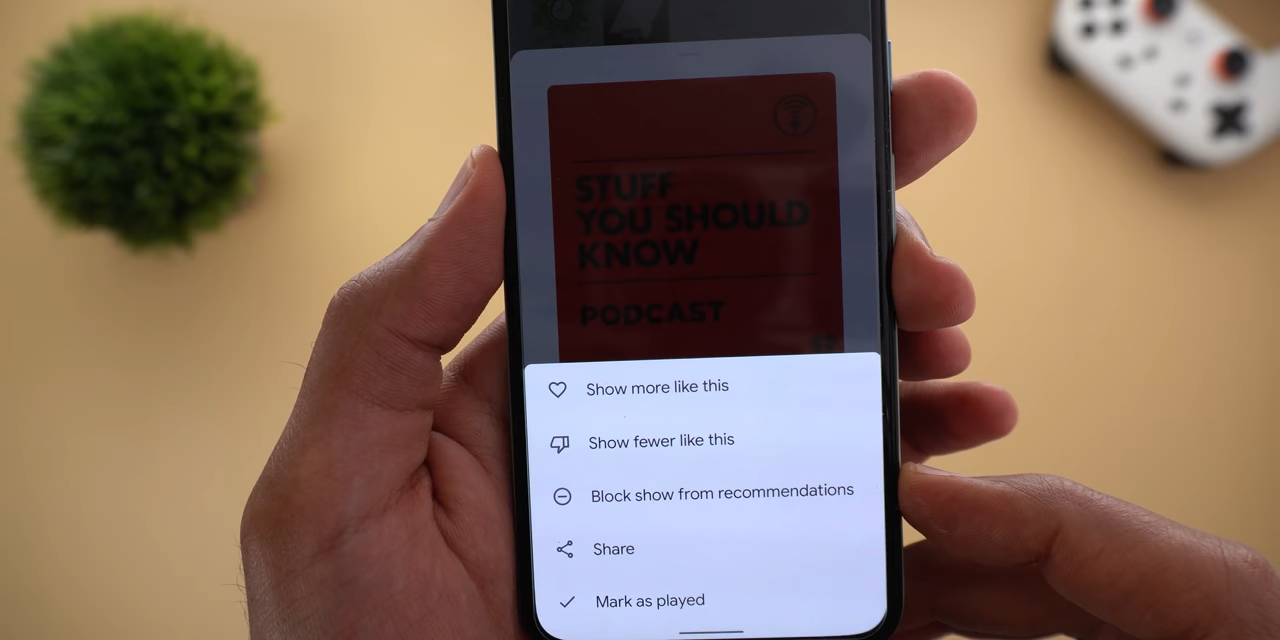 STUFF
YOU SHOULD
KNOW
PODCAST
Show more like this
Show fewer like this
Block show from recommendations
Share
Mark as played